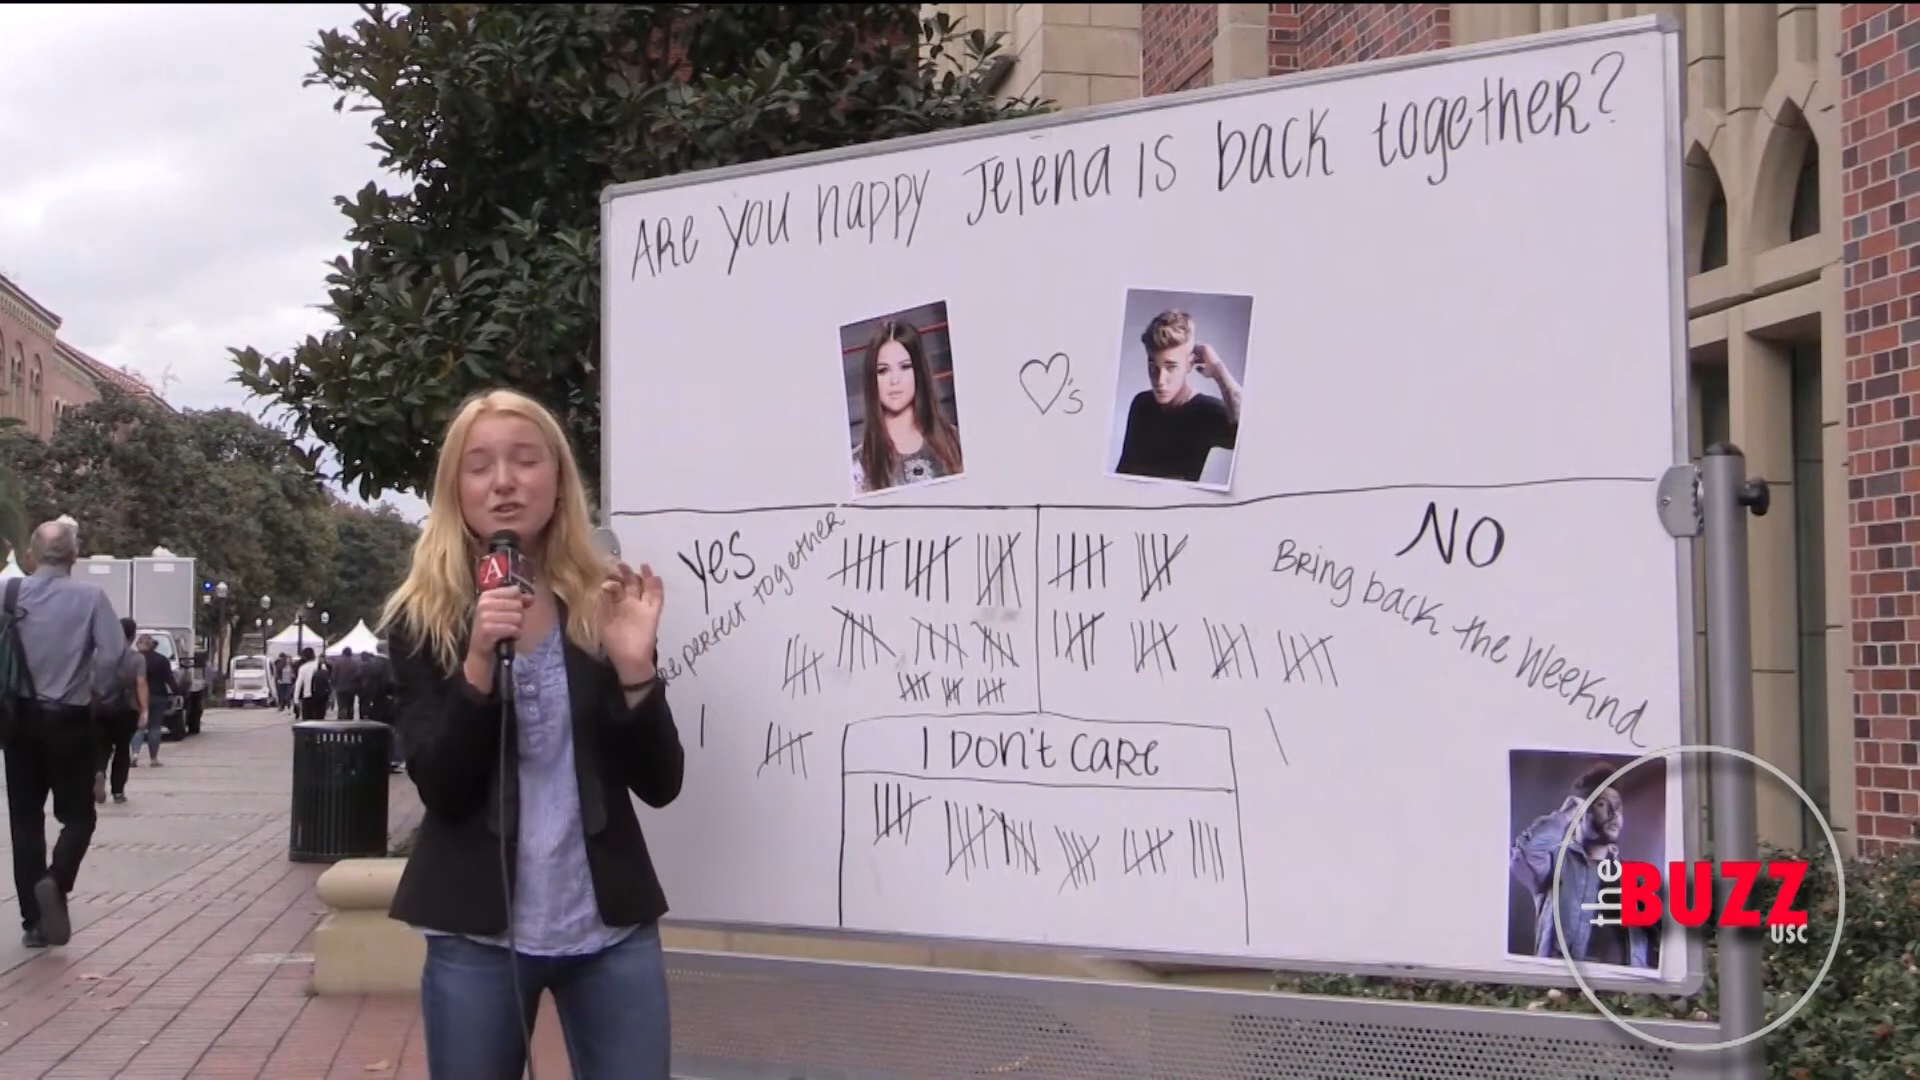 ARE YOU HAPPY JELENA IS BACK together?
♡'s
Yes
be perfect together
NO
Bring back the Weeknd
I DON'T CARE
A
the BUZZ
USC